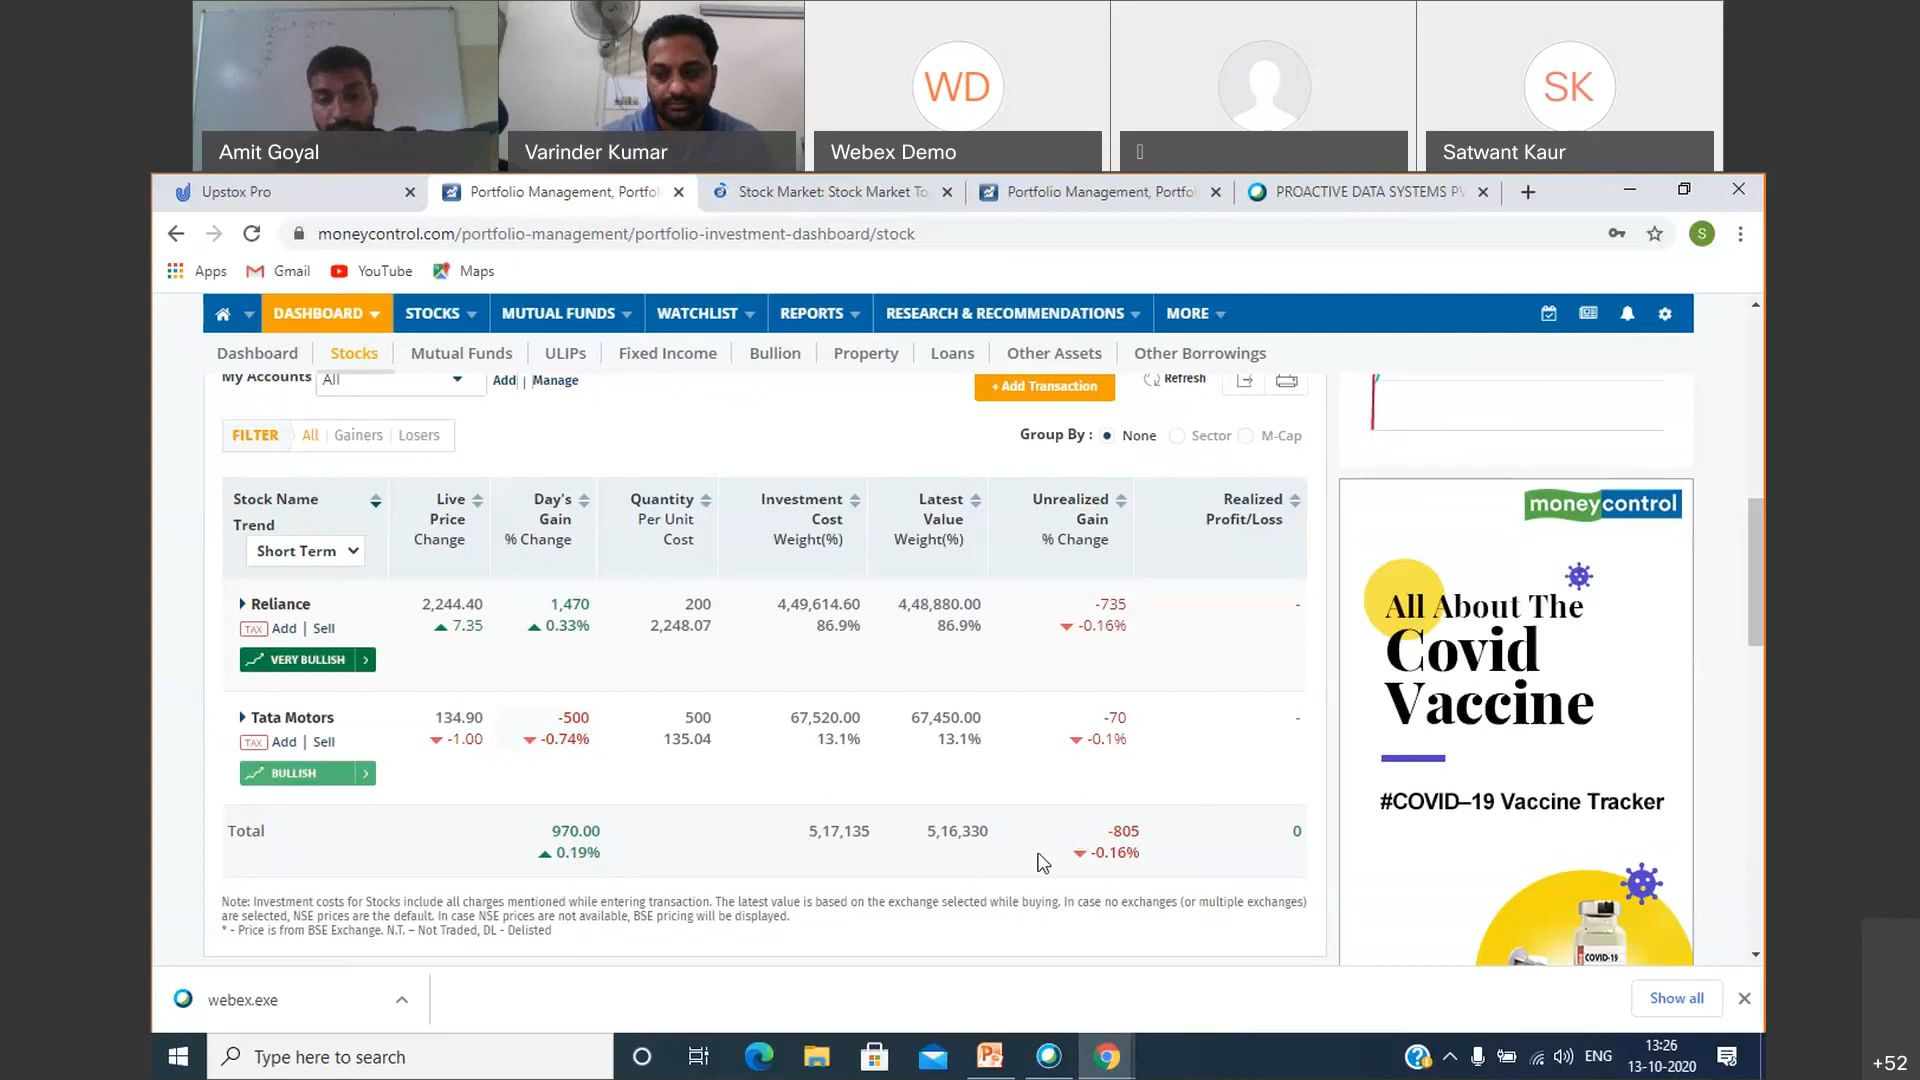 WD
SK
Amit Goyal
Varinder Kumar
Webex Demo
Satwant Kaur
Upstox Pro
Portfolio Management, Portfol
Stock Market: Stock Market To
Portfolio Management, Portfol
PROACTIVE DATA SYSTEMS PV
moneycontrol.com/portfolio-management/portfolio-investment-dashboard/stock
S
Apps
Gmail
YouTube
Maps
DASHBOARD
STOCKS
MUTUAL FUNDS
WATCHLIST
REPORTS
RESEARCH & RECOMMENDATIONS
MORE
Dashboard
Stocks
Mutual Funds
ULIPs
Fixed Income
Bullion
Property
Loans
Other Assets
Other Borrowings
My Accounts
All
Add | Manage
+ Add Transaction
Refresh
FILTER All | Gainers | Losers
Group By : None Sector M-Cap
Stock Name
Trend
Short Term
Live
Price
Change
Day's
Gain
% Change
Quantity
Per Unit
Cost
Investment
Cost
Weight(%)
Latest
Value
Weight(%)
Unrealized
Gain
% Change
Realized
Profit/Loss
Reliance 2,244.40 1,470 200 4,49,614.60 4,48,880.00 -735 -
TAX Add | Sell 7.35 0.33% 2,248.07 86.9% 86.9% -0.16%
VERY BULLISH
Tata Motors 134.90 -500 500 67,520.00 67,450.00 -70 -
TAX Add | Sell -1.00 -0.74% 135.04 13.1% 13.1% -0.1%
BULLISH
Total 970.00 5,17,135 5,16,330 -805 0
0.19% -0.16%
Note: Investment costs for Stocks include all charges mentioned while entering transaction. The latest value is based on the exchange selected while buying. In case no exchanges (or multiple exchanges)
are selected, NSE prices are the default. In case NSE prices are not available, BSE pricing will be displayed.
* - Price is from BSE Exchange. N.T. – Not Traded, DL - Delisted
moneycontrol
All About The
Covid
Vaccine
#COVID–19 Vaccine Tracker
COVID-19
webex.exe
Show all
Type here to search
ENG
13:26
13-10-2020
+52